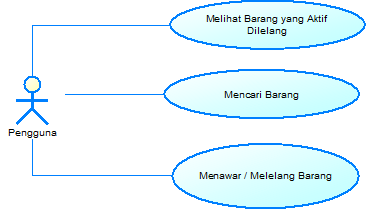 Melihat Barang yang Aktif
Dilelang
Mencari Barang
Pengguna
Menawar / Melelang Barang